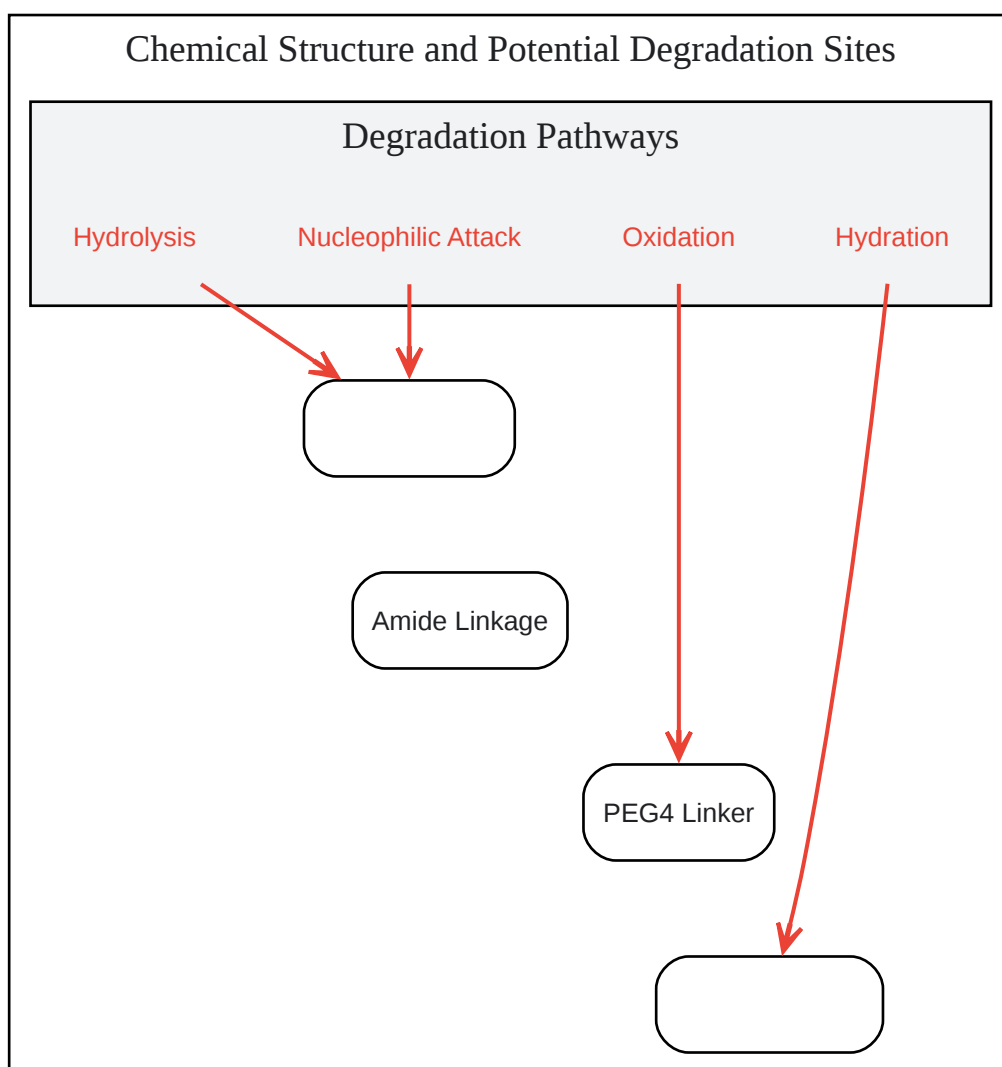 Chemical Structure and Potential Degradation Sites
Degradation Pathways
Hydrolysis
Nucleophilic Attack
Oxidation
Hydration
Amide Linkage
PEG4 Linker